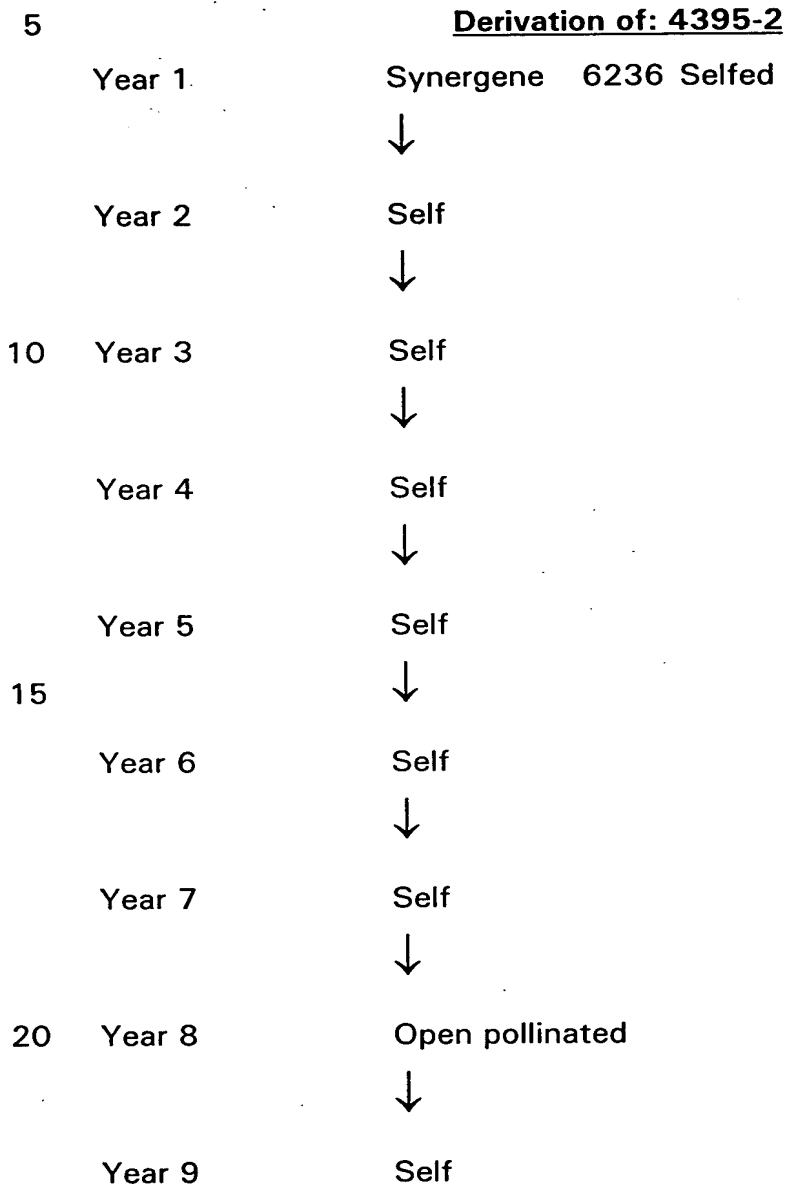 5 Derivation of: 4395-2
Year 1 Synergene 6236 Selfed
↓
Year 2 Self
↓
10 Year 3 Self
↓
Year 4 Self
↓
Year 5 Self
15 ↓
Year 6 Self
↓
Year 7 Self
↓
20 Year 8 Open pollinated
↓
Year 9 Self